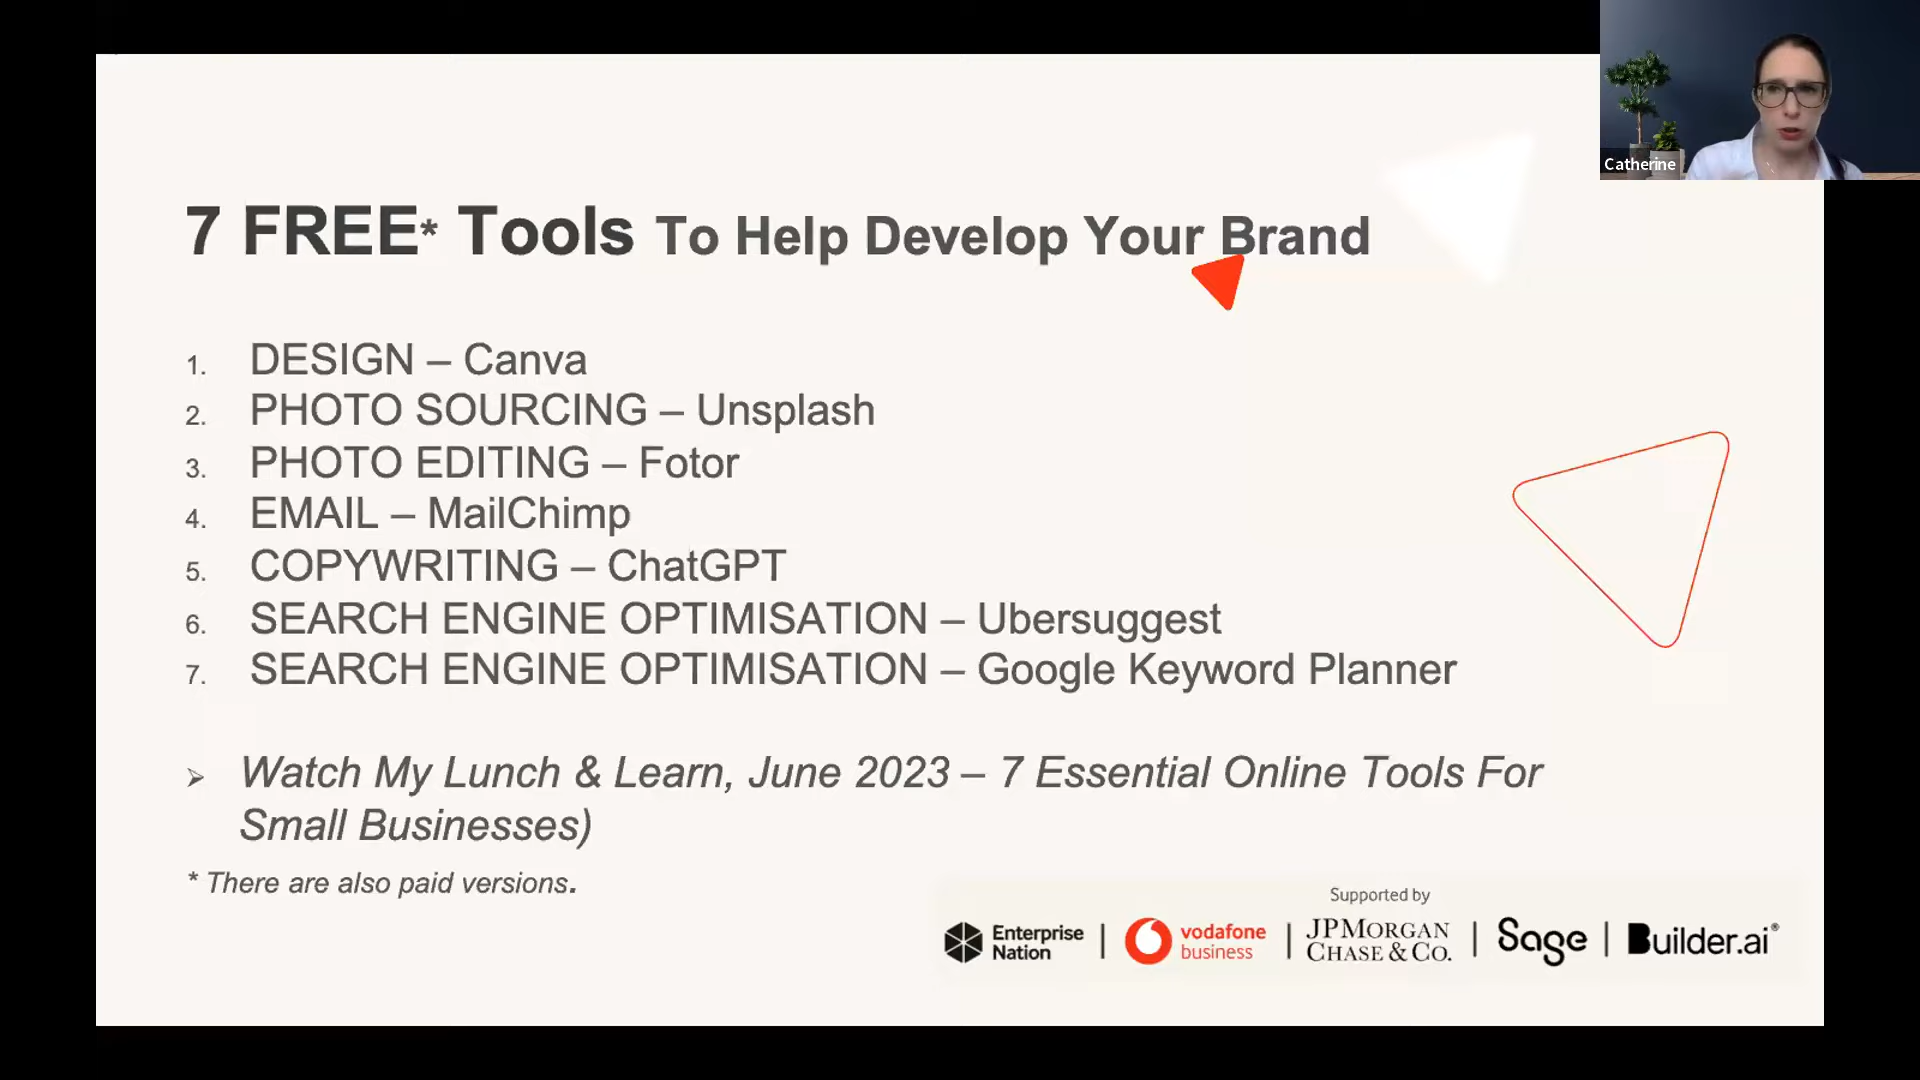 Catherine
7 FREE* Tools To Help Develop Your Brand
1. DESIGN – Canva
2. PHOTO SOURCING – Unsplash
3. PHOTO EDITING – Fotor
4. EMAIL – MailChimp
5. COPYWRITING – ChatGPT
6. SEARCH ENGINE OPTIMISATION – Ubersuggest
7. SEARCH ENGINE OPTIMISATION – Google Keyword Planner
➢ Watch My Lunch & Learn, June 2023 – 7 Essential Online Tools For
Small Businesses)
* There are also paid versions.
Supported by
Enterprise Nation | vodafone business | JPMORGAN CHASE & CO. | Sage | Builder.ai®